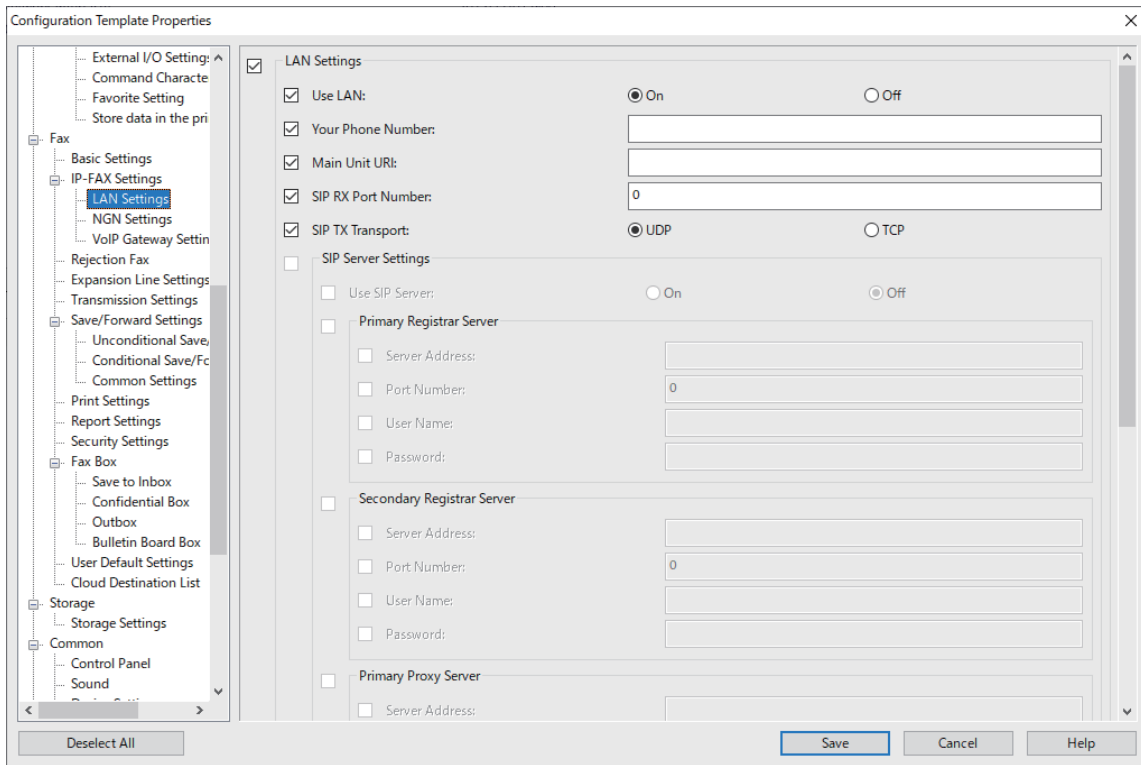 Configuration Template Properties
External I/O Setting
Command Characte
Favorite Setting
Store data in the pri
Fax
Basic Settings
IP-FAX Settings
LAN Settings
NGN Settings
VoIP Gateway Settin
Rejection Fax
Expansion Line Settings
Transmission Settings
Save/Forward Settings
Unconditional Save/
Conditional Save/Fo
Common Settings
Print Settings
Report Settings
Security Settings
Fax Box
Save to Inbox
Confidential Box
Outbox
Bulletin Board Box
User Default Settings
Cloud Destination List
Storage
Storage Settings
Common
Control Panel
Sound
LAN Settings
Use LAN: On Off
Your Phone Number:
Main Unit URI:
SIP RX Port Number: 0
SIP TX Transport: UDP TCP
SIP Server Settings
Use SIP Server: On Off
Primary Registrar Server
Server Address:
Port Number: 0
User Name:
Password:
Secondary Registrar Server
Server Address:
Port Number: 0
User Name:
Password:
Primary Proxy Server
Server Address:
Deselect All Save Cancel Help